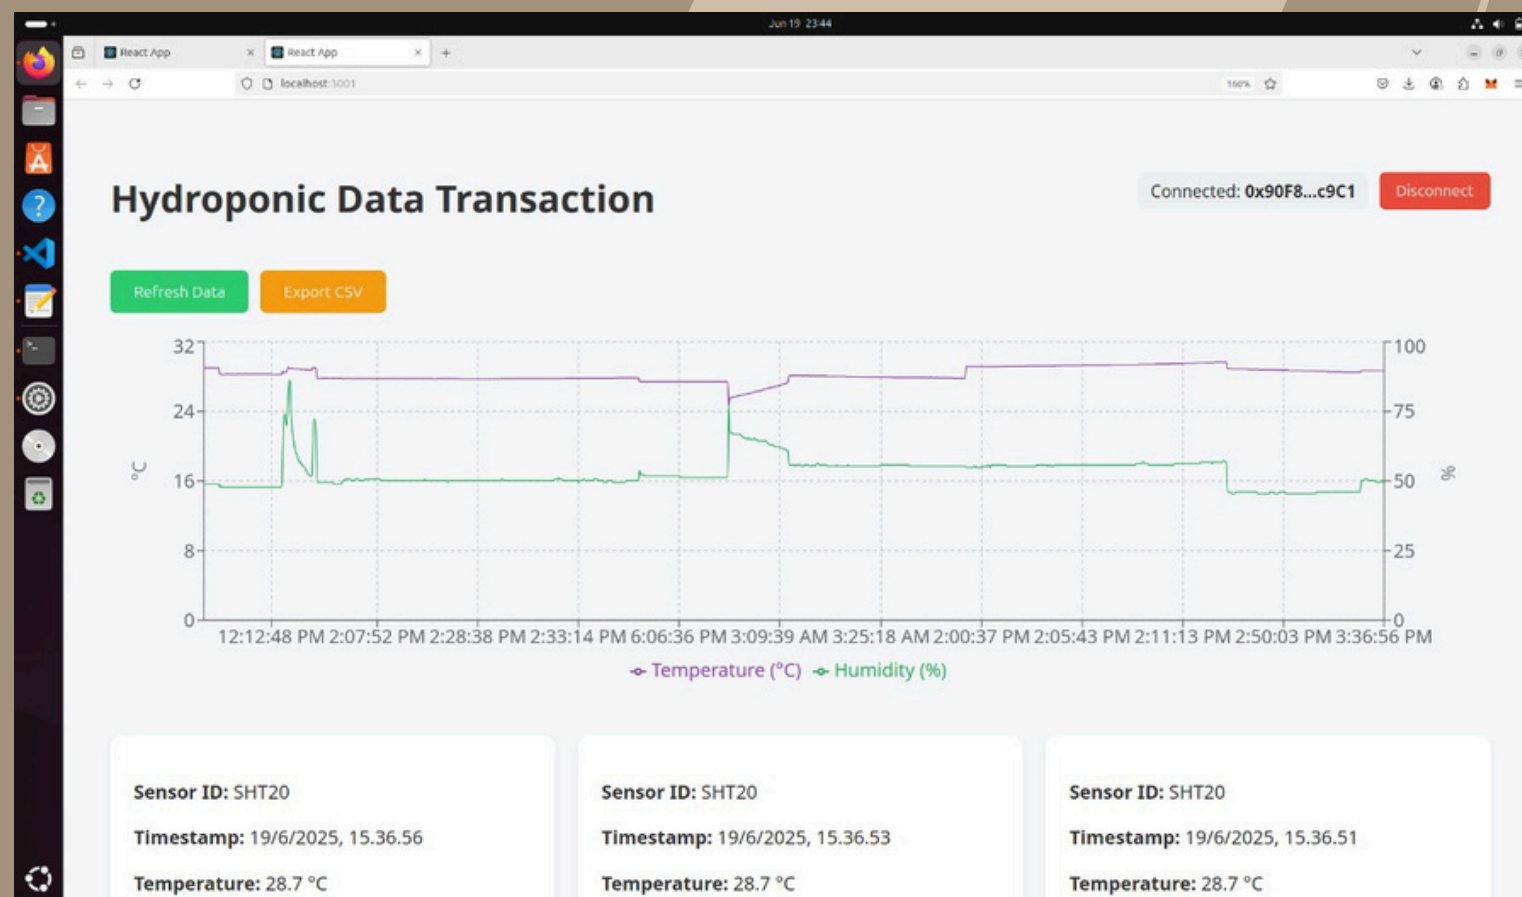 Jun 19 23:44
React App
React App
localhost:3001
100%
Hydroponic Data Transaction
Connected: 0x90F8...c9C1
Disconnect
Refresh Data
Export CSV
32
24
16
8
0
°C
100
75
50
25
0
%
12:12:48 PM 2:07:52 PM 2:28:38 PM 2:33:14 PM 6:06:36 PM 3:09:39 AM 3:25:18 AM 2:00:37 PM 2:05:43 PM 2:11:13 PM 2:50:03 PM 3:36:56 PM
Temperature (°C) Humidity (%)
Sensor ID: SHT20
Timestamp: 19/6/2025, 15.36.56
Temperature: 28.7 °C
Sensor ID: SHT20
Timestamp: 19/6/2025, 15.36.53
Temperature: 28.7 °C
Sensor ID: SHT20
Timestamp: 19/6/2025, 15.36.51
Temperature: 28.7 °C